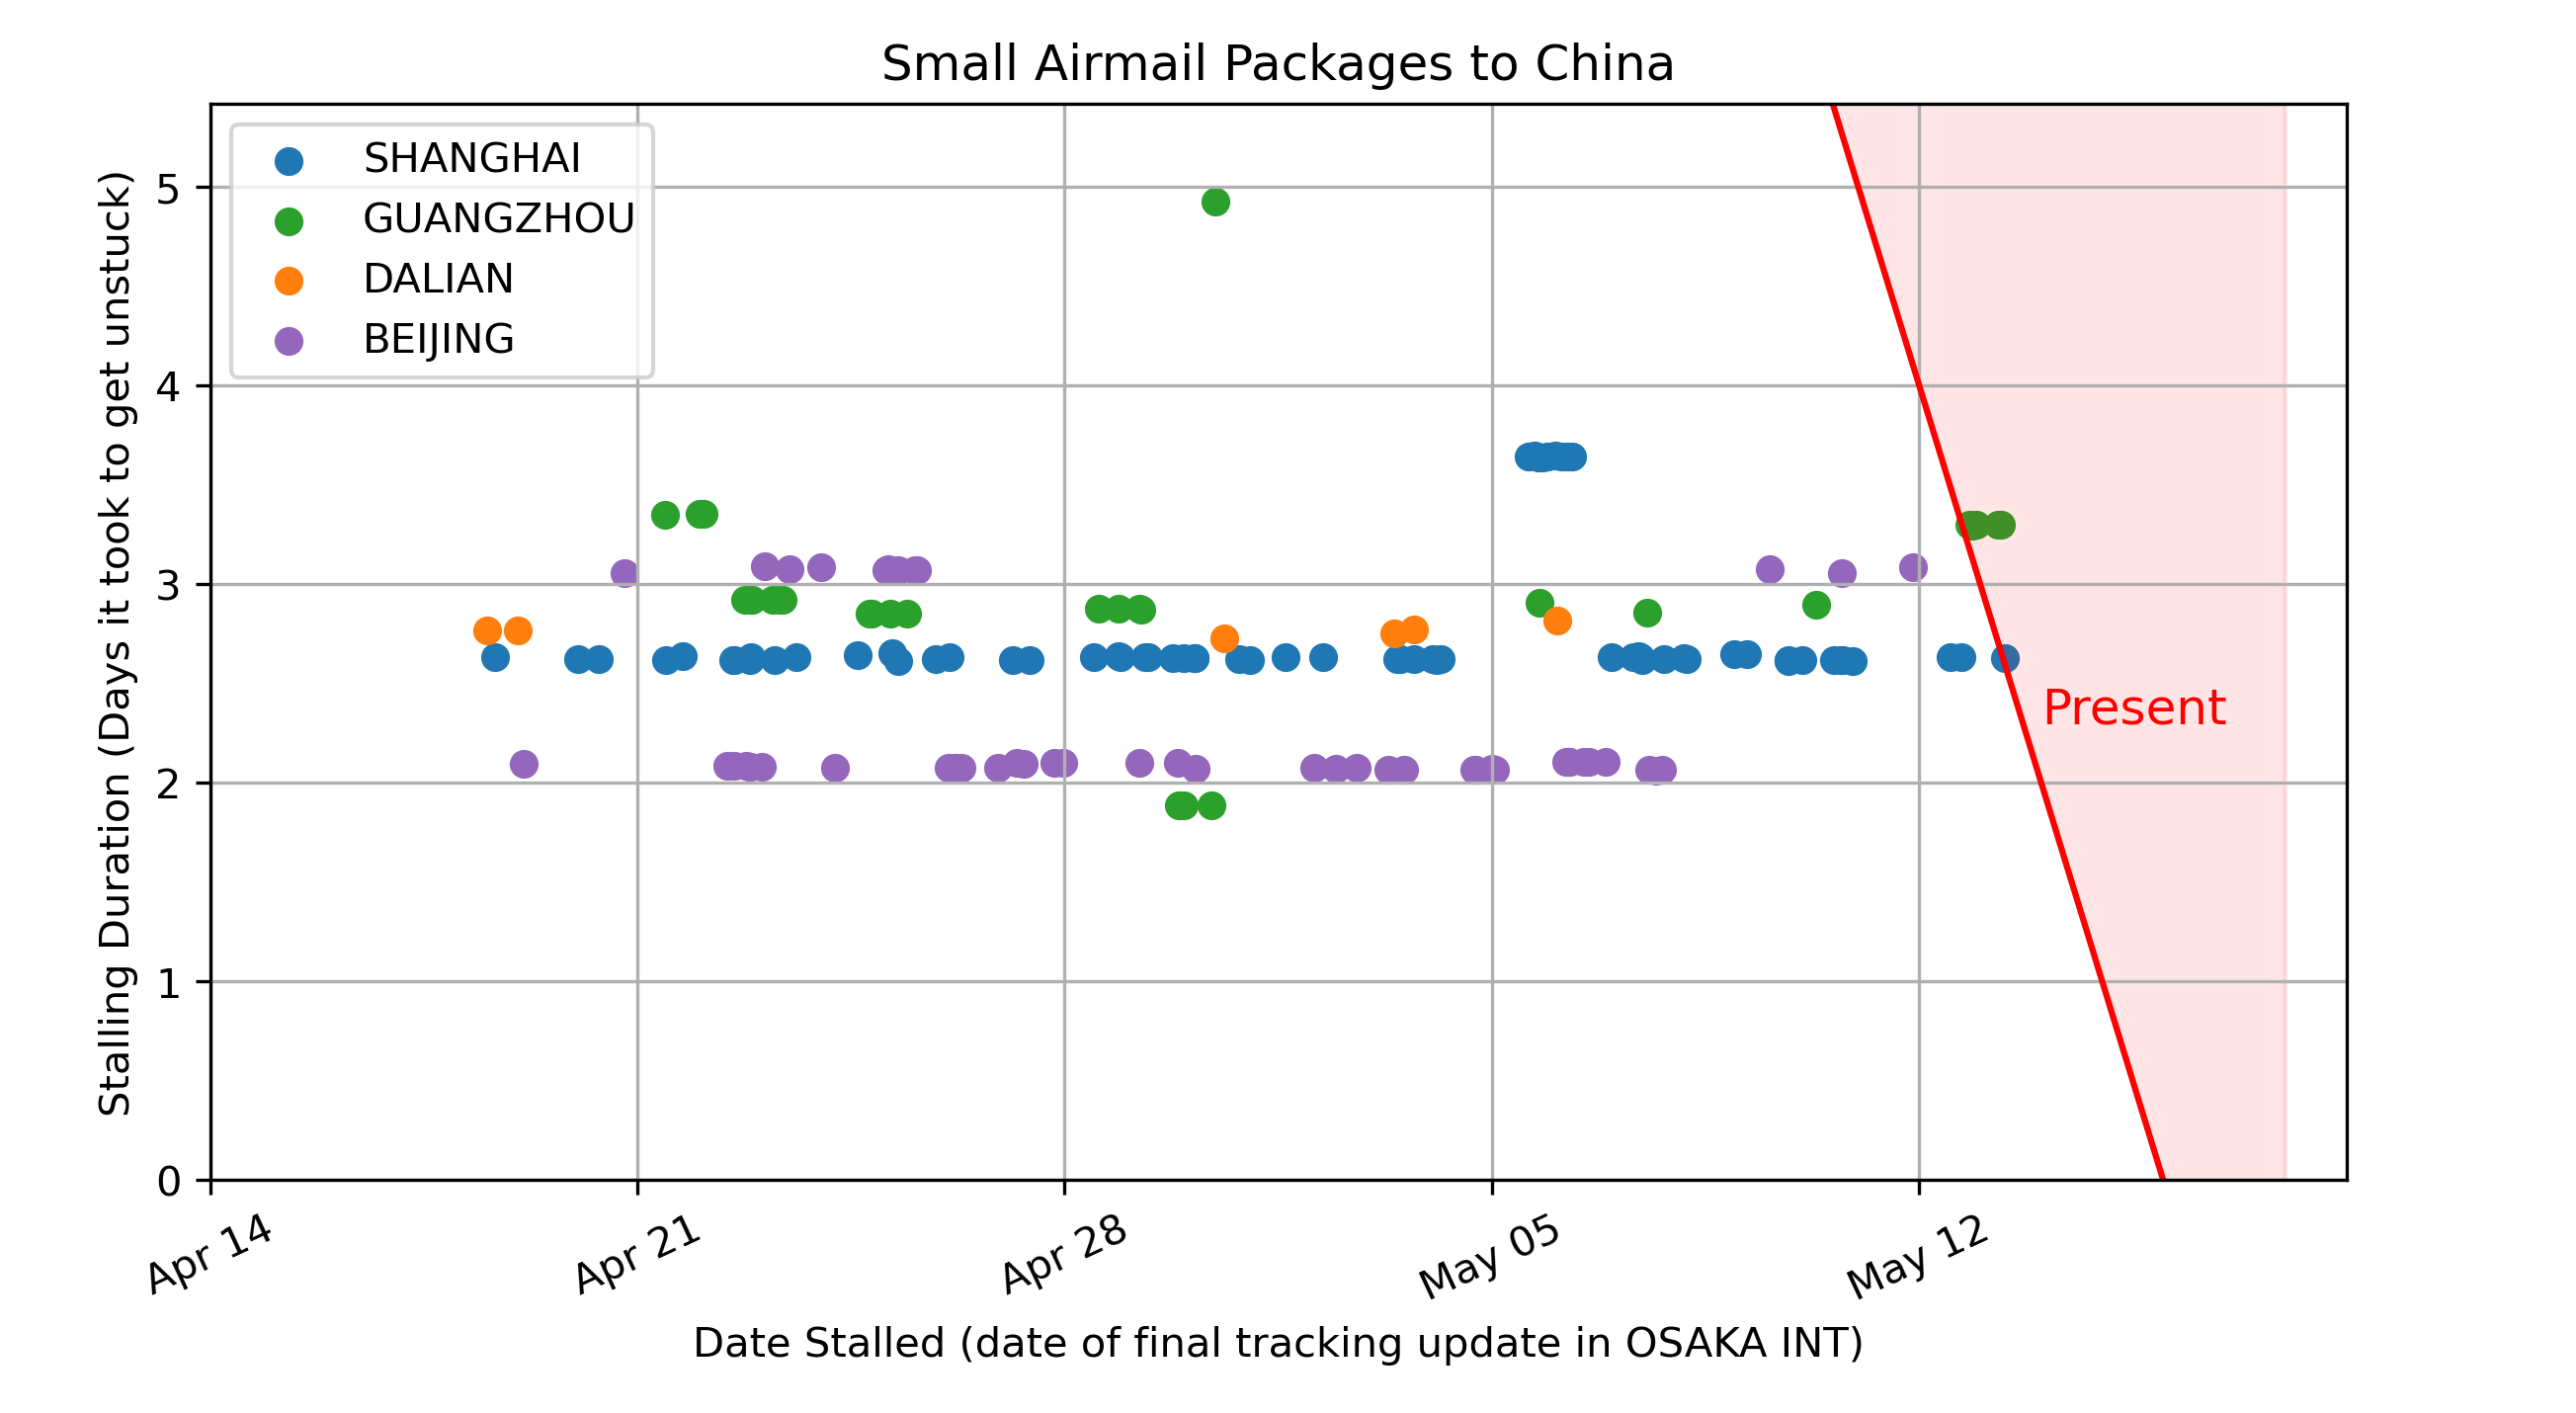 Small Airmail Packages to China
SHANGHAI
GUANGZHOU
DALIAN
BEIJING
Stalling Duration (Days it took to get unstuck)
5
4
3
2
1
0
Present
Apr 14
Apr 21
Apr 28
May 05
May 12
Date Stalled (date of final tracking update in OSAKA INT)